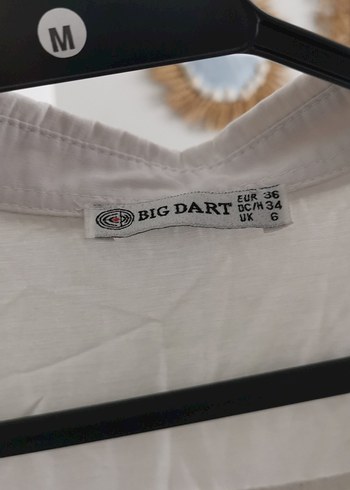 M
BIG DART
EUR 36
DC/H 34
UK 6